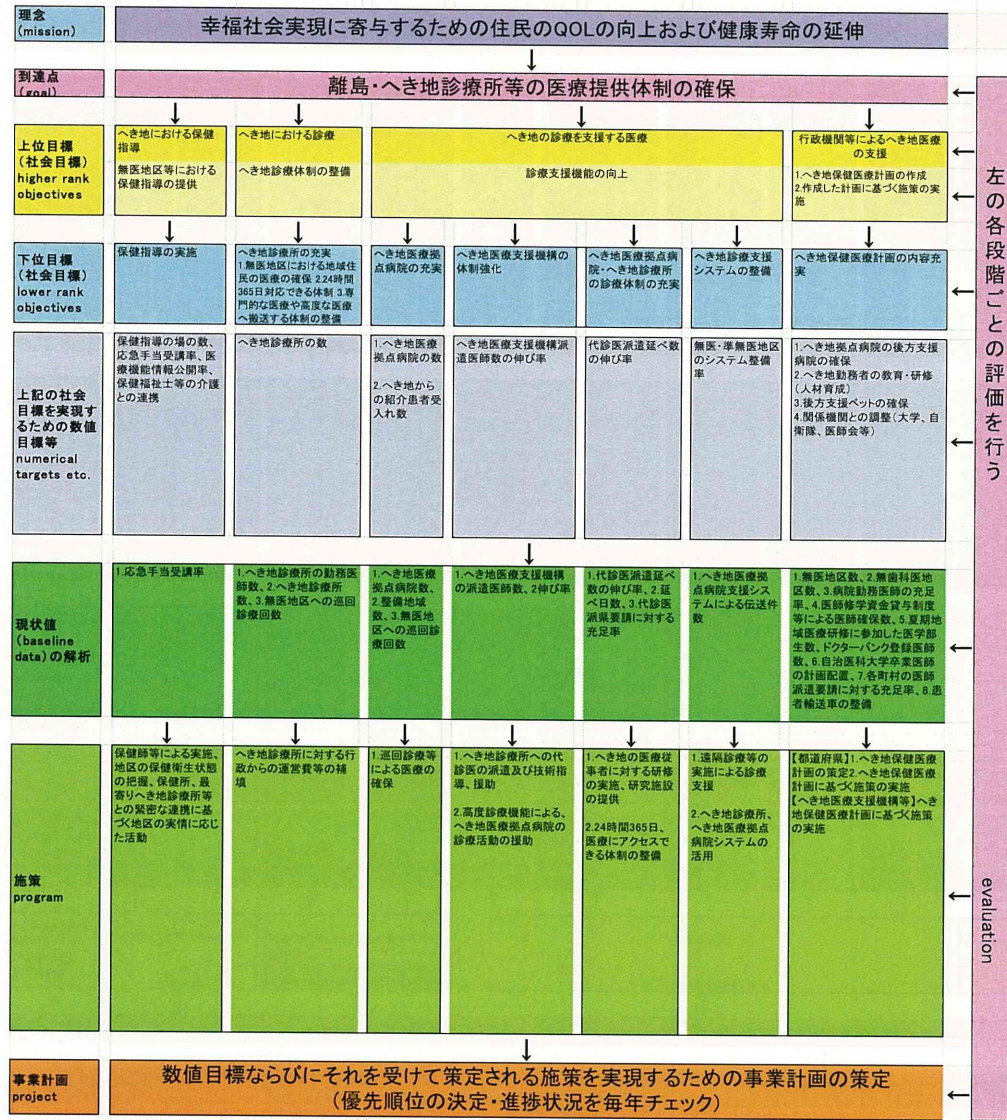 理念
(mission)
幸福社会実現に寄与するための住民のQOLの向上および健康寿命の延伸
到達点
(goal)
離島・へき地診療所等の医療提供体制の確保
上位目標
(社会目標)
higher rank
objectives
へき地における保健
指導
無医地区等における
保健指導の提供
へき地における診療
へき地診療体制の整備
へき地の診療を支援する医療
診療支援機能の向上
行政機関等によるへき地医療
の支援
1.へき地保健医療計画の作成
2.作成した計画に基づく施策の実
施
下位目標
(社会目標)
lower rank
objectives
保健指導の実施
へき地診療所の充実
1.無医地区における地域住
民の医療の確保 2.24時間
365日対応できる体制 3.専
門的な医療や高度な医療
へ搬送する体制の整備
へき地医療拠
点病院の充実
へき地医療支援機構の
体制強化
へき地医療拠点病
院・へき地診療所
の診療体制の充実
へき地診療支援
システムの整備
へき地保健医療計画の内容充
実
上記の社会
目標を実現す
るための数値
目標等
numerical
targets etc.
保健指導の場の数、
応急手当受講率、医
療機能情報公開率、
保健福祉士等の介護
との連携
へき地診療所の数
1.へき地医療
拠点病院の数
2.へき地から
の紹介患者受
入れ数
へき地医療支援機構派
遣医師数の伸び率
代診医派遣延べ数
の伸び率
無医・準無医地区
のシステム整備
率
1.へき地拠点病院の後方支援
病院の確保
2.へき地勤務者の教育・研修
(人材育成)
3.後方支援ベットの確保
4.関係機関との調整(大学、自
衛隊、医師会等)
現状値
(baseline
data)の解析
1.応急手当受講率
1.へき地診療所の勤務医
師数、2.へき地診療所
数、3.無医地区への巡回
診療回数
1.へき地医療
拠点病院数、
2.整備地域
数、3.無医地
区への巡回診
療回数
1.へき地医療支援機構
の派遣医師数、2伸び率
1.代診医派遣延べ
数の伸び率、2.延
べ日数、3.代診医
派県要請に対する
充足率
1.へき地医療拠
点病院支援シス
テムによる伝送件
数
1.無医地区数、2.無歯科医地
区数、3.病院勤務医師の充足
率、4.医師修学資金貸与制度
等による医師確保数、5.夏期地
域医療研修に参加した医学部
生数、ドクターバンク登録医師
数、6.自治医科大学卒業医師
の計画配置、7.各町村の医師
派遣要請に対する充足率、8.患
者輸送車の整備
施策
program
保健師等による実施、
地区の保健衛生状態
の把握、保健所、最
寄りへき地診療所等
との緊密な連携に基
づく地区の実情に応じ
た活動
へき地診療所に対する行
政からの運営費等の補
填
1.巡回診療等
による医療の
確保
1.へき地診療所への代
診医の派遣及び技術指
導、援助
2.高度診療機能による、
へき地医療拠点病院の
診療活動の援助
1.へき地の医療従
事者に対する研修
の実施、研究施設
の提供
2.24時間365日、
医療にアクセスで
きる体制の整備
1.遠隔診療等の
実施による診療
支援
2.へき地診療所、
へき地医療拠点
病院システムの
活用
【都道府県】1.へき地保健医療
計画の策定2.へき地保健医療
計画に基づく施策の実施
【へき地医療支援機構等】へき
地保健医療計画に基づく施策
の実施
事業計画
project
数値目標ならびにそれを受けて策定される施策を実現するための事業計画の策定
(優先順位の決定・進捗状況を毎年チェック)
左の各段階ごとの評価を行う
evaluation